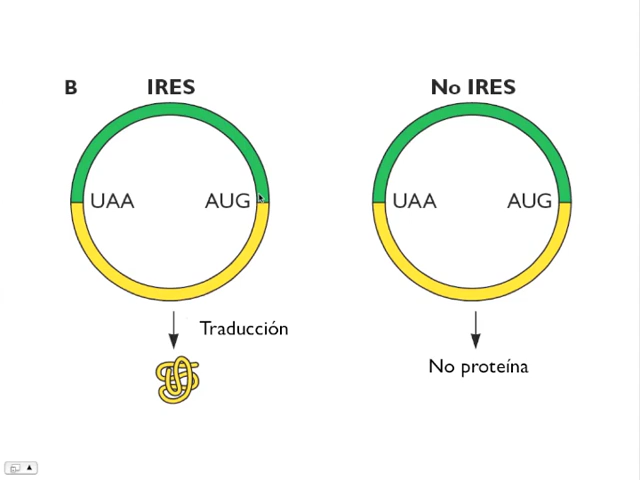 B IRES No IRES
UAA AUG UAA AUG
Traducción
No proteína